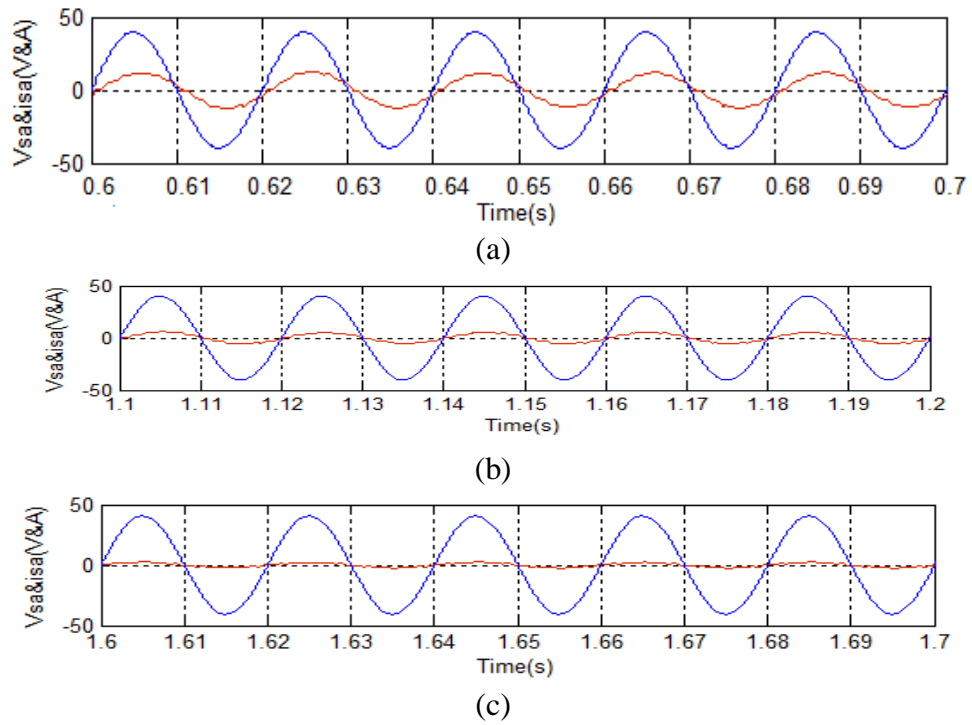 Vsa&isa(V&A)
0
-50
0.6 0.61 0.62 0.63 0.64 0.65 0.66 0.67 0.68 0.69 0.7
Time(s)
(a)
Vsa&isa(V&A)
50
0
-50
1.1 1.11 1.12 1.13 1.14 1.15 1.16 1.17 1.18 1.19 1.2
Time(s)
(b)
Vsa&isa(V&A)
50
0
-50
1.6 1.61 1.62 1.63 1.64 1.65 1.66 1.67 1.68 1.69 1.7
Time(s)
(c)